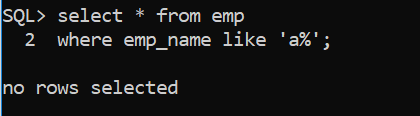 SQL> select * from emp
  2  where emp_name like 'a%';
no rows selected